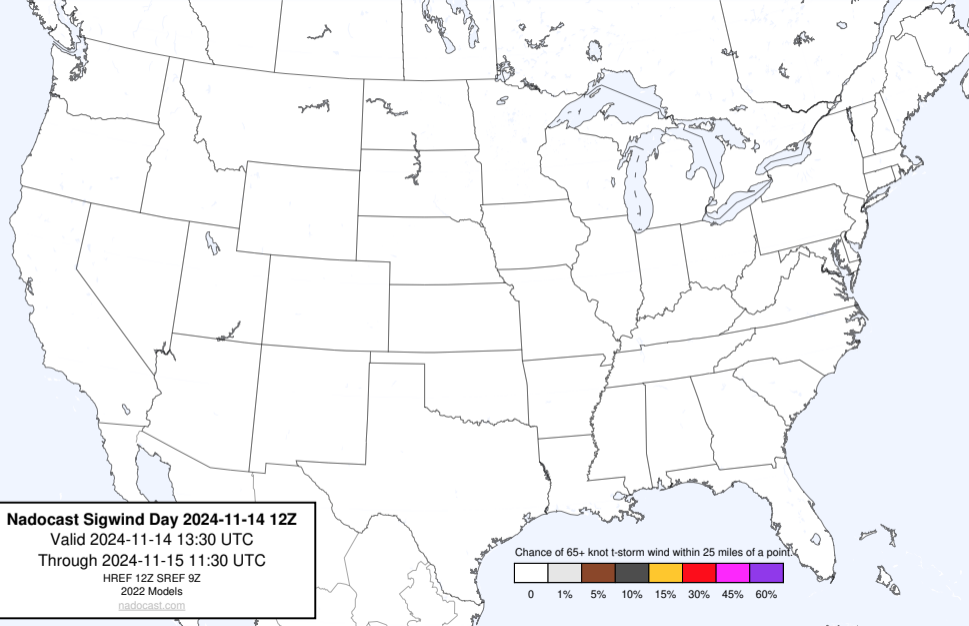 Nadocast Sigwind Day 2024-11-14 12Z
Valid 2024-11-14 13:30 UTC
Through 2024-11-15 11:30 UTC
HREF 12Z SREF 9Z
2022 Models
nadocast.com
Chance of 65+ knot t-storm wind within 25 miles of a point.
0 1% 5% 10% 15% 30% 45% 60%